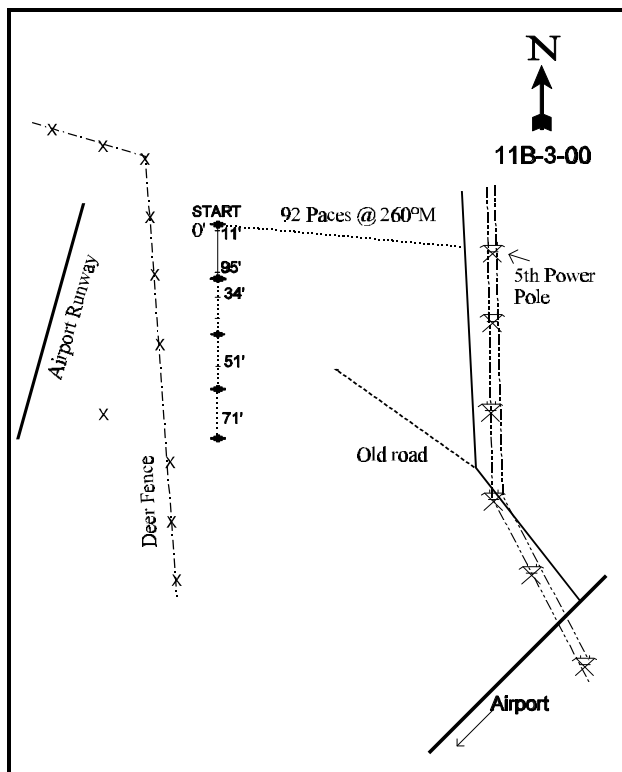 N
11B-3-00
START
0'
11'
92 Paces @ 260°M
95'
34'
5th Power
Pole
Airport Runway
51'
71'
Old road
Deer Fence
Airport